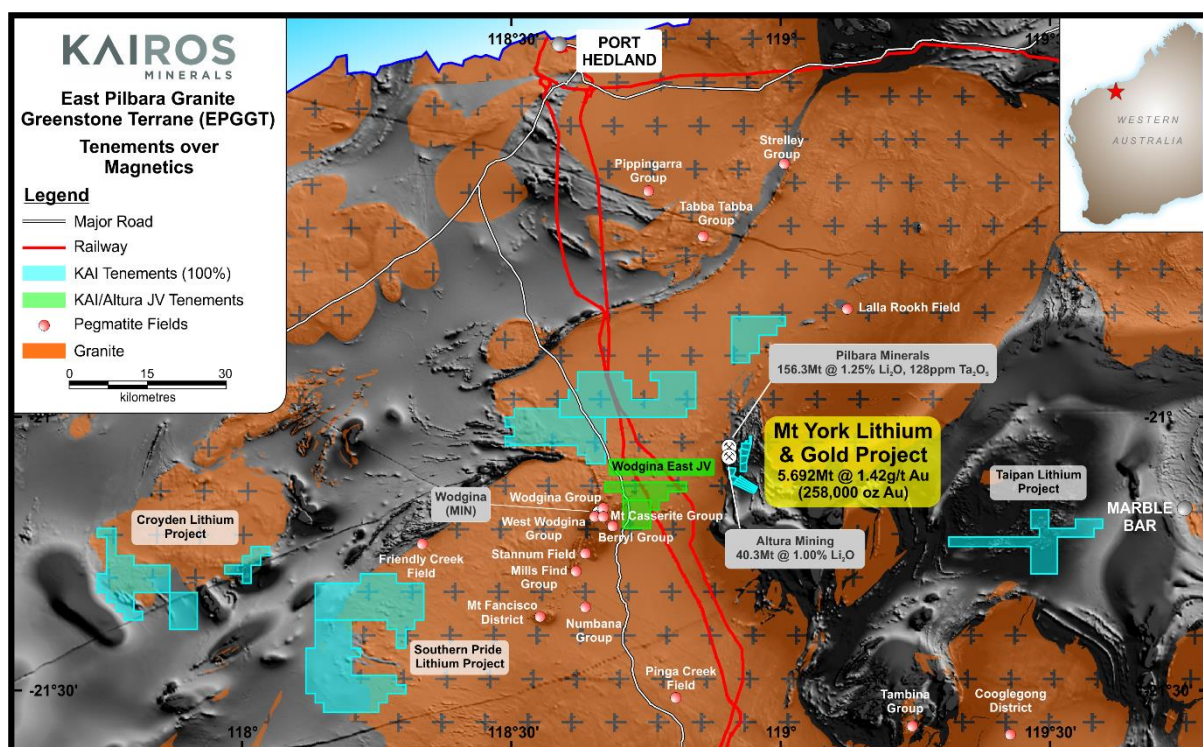 KAIROS
MINERALS
East Pilbara Granite
Greenstone Terrane (EPGGT)
Tenements over
Magnetics
Legend
Major Road
Railway
KAI Tenements (100%)
KAI/Altura JV Tenements
Pegmatite Fields
Granite
0 15 30
kilometres
118°30'
119°
119°
PORT
HEDLAND
WESTERN
AUSTRALIA
Strelley
Group
Pippingarra
Group
Tabba Tabba
Group
Lalla Rookh Field
Pilbara Minerals
156.3Mt @ 1.25% Li₂O, 128ppm Ta₂O₅
-21°
-21°
Mt York Lithium
& Gold Project
5.692Mt @ 1.42g/t Au
(258,000 oz Au)
Wodgina East JV
Taipan Lithium
Project
MARBLE
BAR
Wodgina
(MIN)
Wodgina Group
Mt Casserite Group
West Wodgina
Group
Berryl Group
Croyden Lithium
Project
Friendly Creek
Field
Stannum Field
Mills Find
Group
Altura Mining
40.3Mt @ 1.00% Li₂O
Mt Fancisco
District
Numbana
Group
Southern Pride
Lithium Project
Pinga Creek
Field
-21°30'
-21°30'
Tambina
Group
Cooglegong
District
118°
118°30'
119°
119°30'